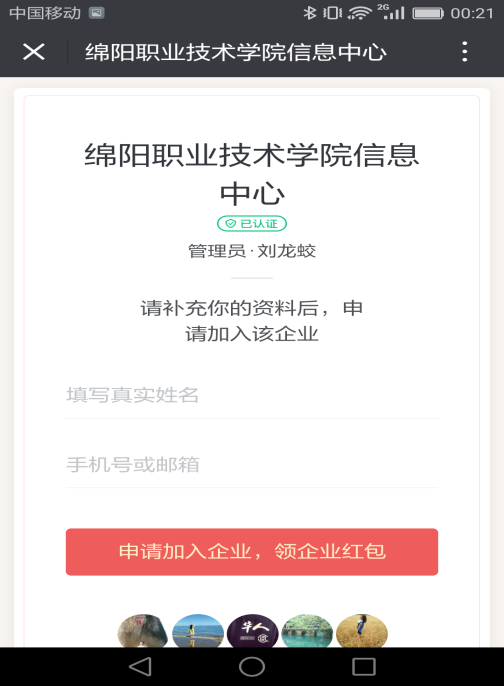 中国移动
2G
00:21
绵阳职业技术学院信息中心
绵阳职业技术学院信息
中心
已认证
管理员·刘龙蛟
请补充你的资料后，申
请加入该企业
填写真实姓名
手机号或邮箱
申请加入企业，领企业红包
华人